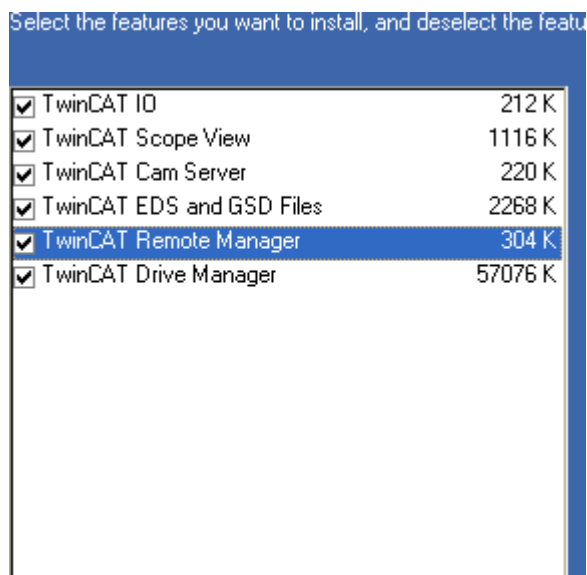 Select the features you want to install, and deselect the featu
TwinCAT IO 212 K
TwinCAT Scope View 1116 K
TwinCAT Cam Server 220 K
TwinCAT EDS and GSD Files 2268 K
TwinCAT Remote Manager 304 K
TwinCAT Drive Manager 57076 K